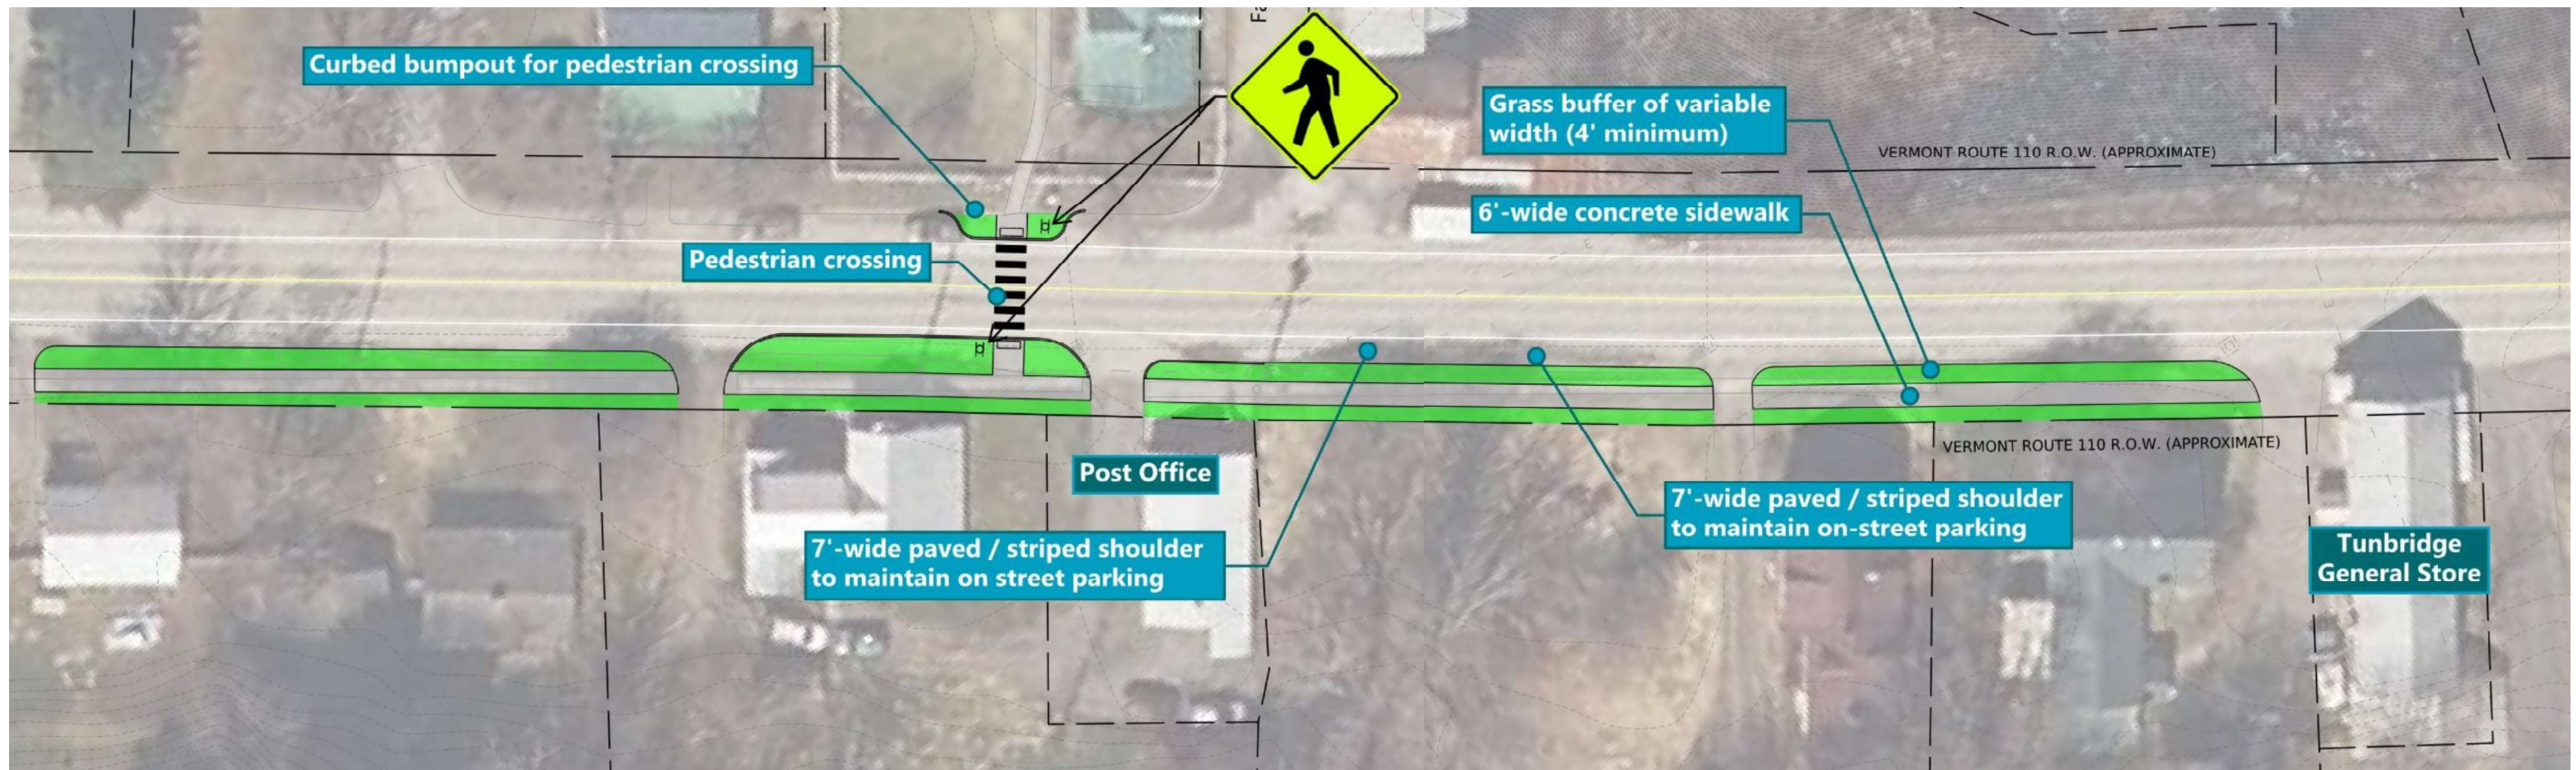 Curbed bumpout for pedestrian crossing
Grass buffer of variable
width (4' minimum)
VERMONT ROUTE 110 R.O.W. (APPROXIMATE)
6'-wide concrete sidewalk
Pedestrian crossing
VERMONT ROUTE 110 R.O.W. (APPROXIMATE)
Post Office
7'-wide paved / striped shoulder
to maintain on street parking
7'-wide paved / striped shoulder
to maintain on-street parking
Tunbridge
General Store